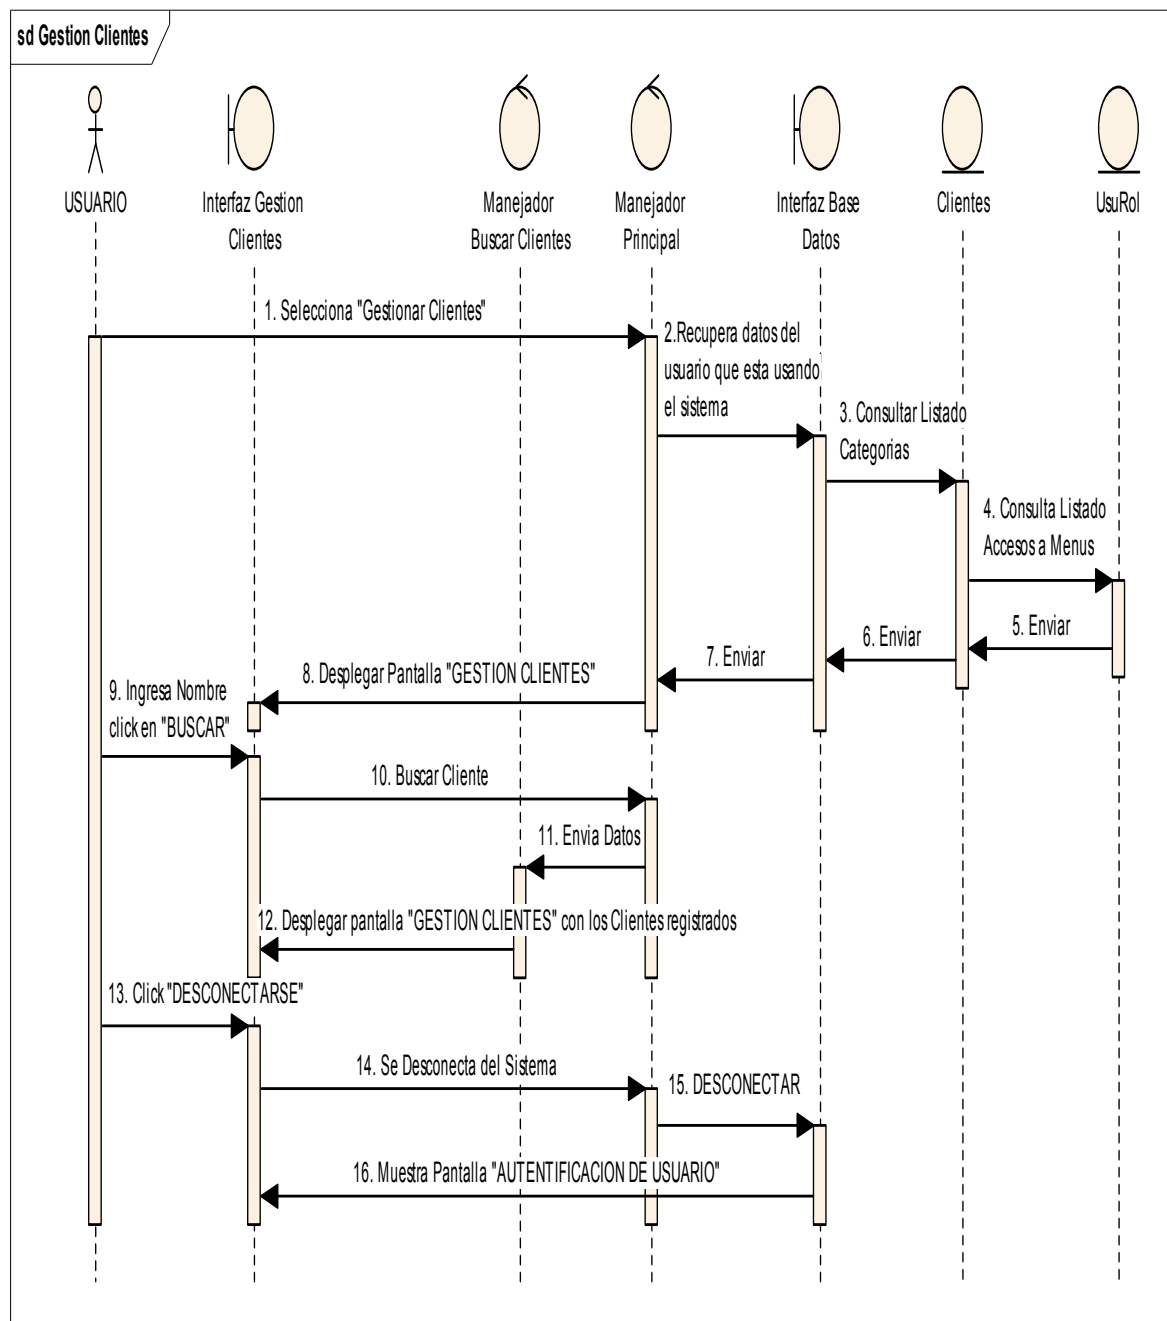 sd Gestion Clientes
USUARIO
Interfaz Gestion
Clientes
Manejador
Buscar Clientes
Manejador
Principal
Interfaz Base
Datos
Clientes
UsuRol
1. Selecciona "Gestionar Clientes"
2.Recupera datos del
usuario que esta usando
el sistema
3. Consultar Listado
Categorias
4. Consulta Listado
Accesos a Menus
5. Enviar
6. Enviar
7. Enviar
8. Desplegar Pantalla "GESTION CLIENTES"
9. Ingresa Nombre
click en "BUSCAR"
10. Buscar Cliente
11. Envia Datos
12. Desplegar pantalla "GESTION CLIENTES" con los Clientes registrados
13. Click "DESCONECTARSE"
14. Se Desconecta del Sistema
15. DESCONECTAR
16. Muestra Pantalla "AUTENTIFICACION DE USUARIO"